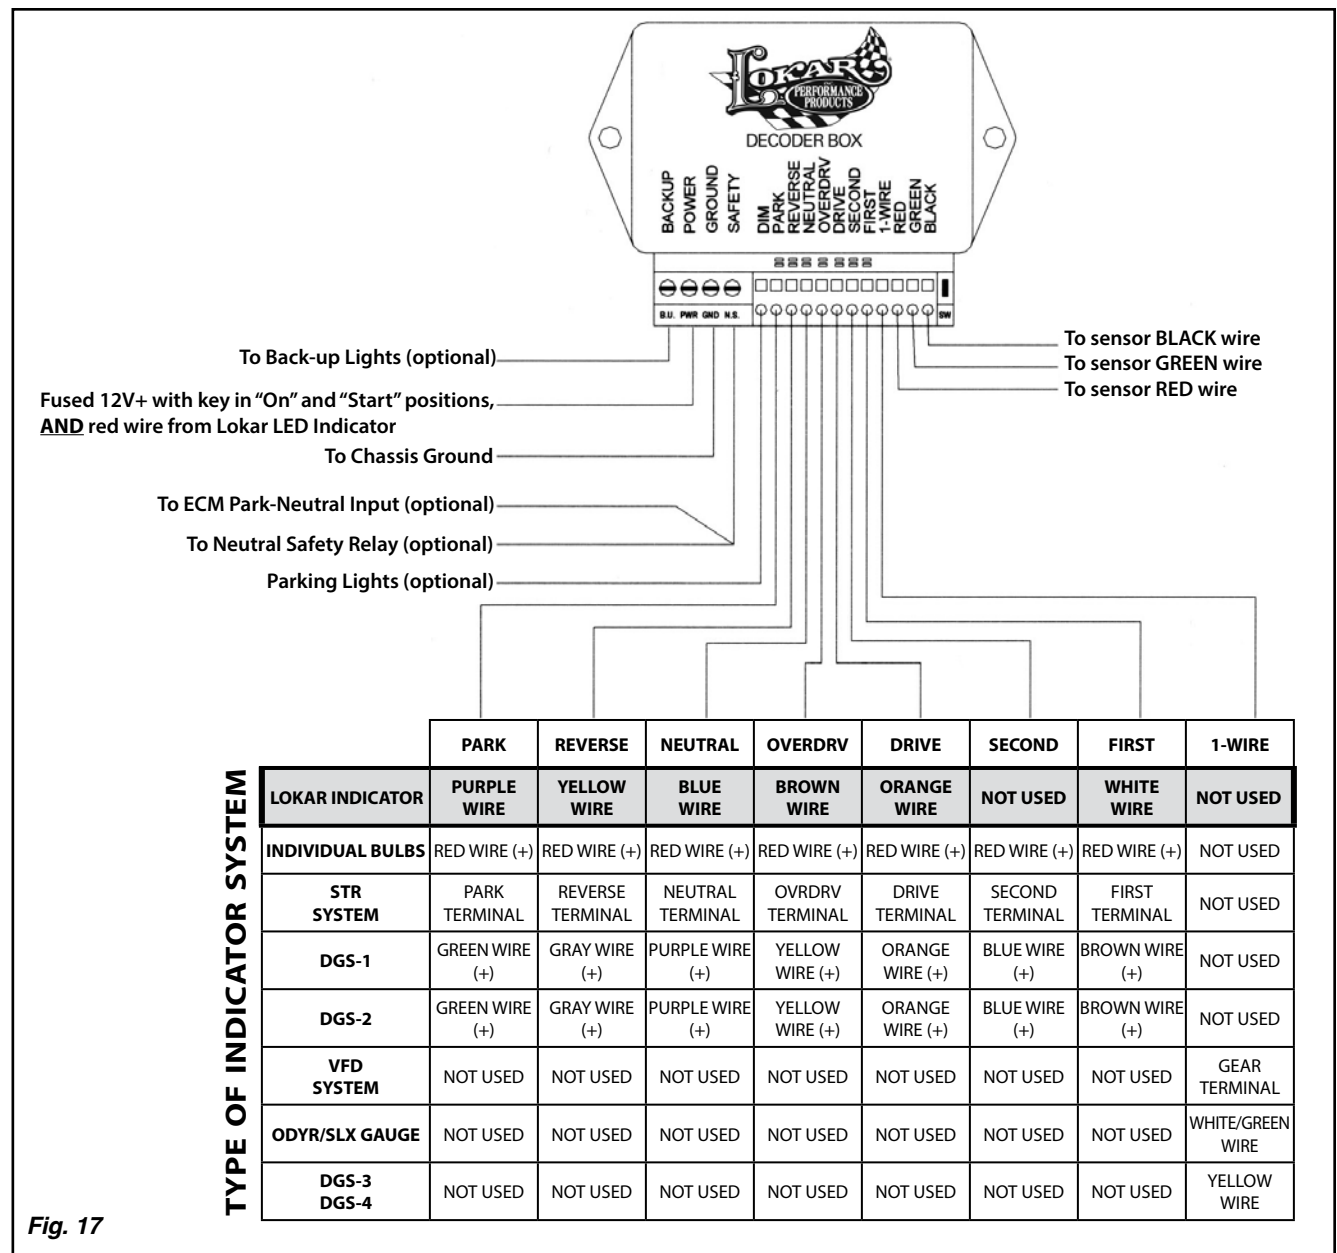 LOKAR
PERFORMANCE
PRODUCTS
DECODER BOX
BACKUP
POWER
GROUND
SAFETY
DIM
PARK
REVERSE
NEUTRAL
OVERDRV
DRIVE
SECOND
FIRST
1-WIRE
RED
GREEN
BLACK
B.U. PWR GND N.S. SW
To Back-up Lights (optional)
Fused 12V+ with key in "On" and "Start" positions,
AND red wire from Lokar LED Indicator
To Chassis Ground
To ECM Park-Neutral Input (optional)
To Neutral Safety Relay (optional)
Parking Lights (optional)
To sensor BLACK wire
To sensor GREEN wire
To sensor RED wire
TYPE OF INDICATOR SYSTEM
PARK REVERSE NEUTRAL OVERDRV DRIVE SECOND FIRST 1-WIRE
LOKAR INDICATOR PURPLE WIRE YELLOW WIRE BLUE WIRE BROWN WIRE ORANGE WIRE NOT USED WHITE WIRE NOT USED
INDIVIDUAL BULBS RED WIRE (+) RED WIRE (+) RED WIRE (+) RED WIRE (+) RED WIRE (+) RED WIRE (+) RED WIRE (+) NOT USED
STR SYSTEM PARK TERMINAL REVERSE TERMINAL NEUTRAL TERMINAL OVRDRV TERMINAL DRIVE TERMINAL SECOND TERMINAL FIRST TERMINAL NOT USED
DGS-1 GREEN WIRE (+) GRAY WIRE (+) PURPLE WIRE (+) YELLOW WIRE (+) ORANGE WIRE (+) BLUE WIRE (+) BROWN WIRE (+) NOT USED
DGS-2 GREEN WIRE (+) GRAY WIRE (+) PURPLE WIRE (+) YELLOW WIRE (+) ORANGE WIRE (+) BLUE WIRE (+) BROWN WIRE (+) NOT USED
VFD SYSTEM NOT USED NOT USED NOT USED NOT USED NOT USED NOT USED NOT USED GEAR TERMINAL
ODYR/SLX GAUGE NOT USED NOT USED NOT USED NOT USED NOT USED NOT USED NOT USED WHITE/GREEN WIRE
DGS-3 DGS-4 NOT USED NOT USED NOT USED NOT USED NOT USED NOT USED NOT USED YELLOW WIRE
Fig. 17